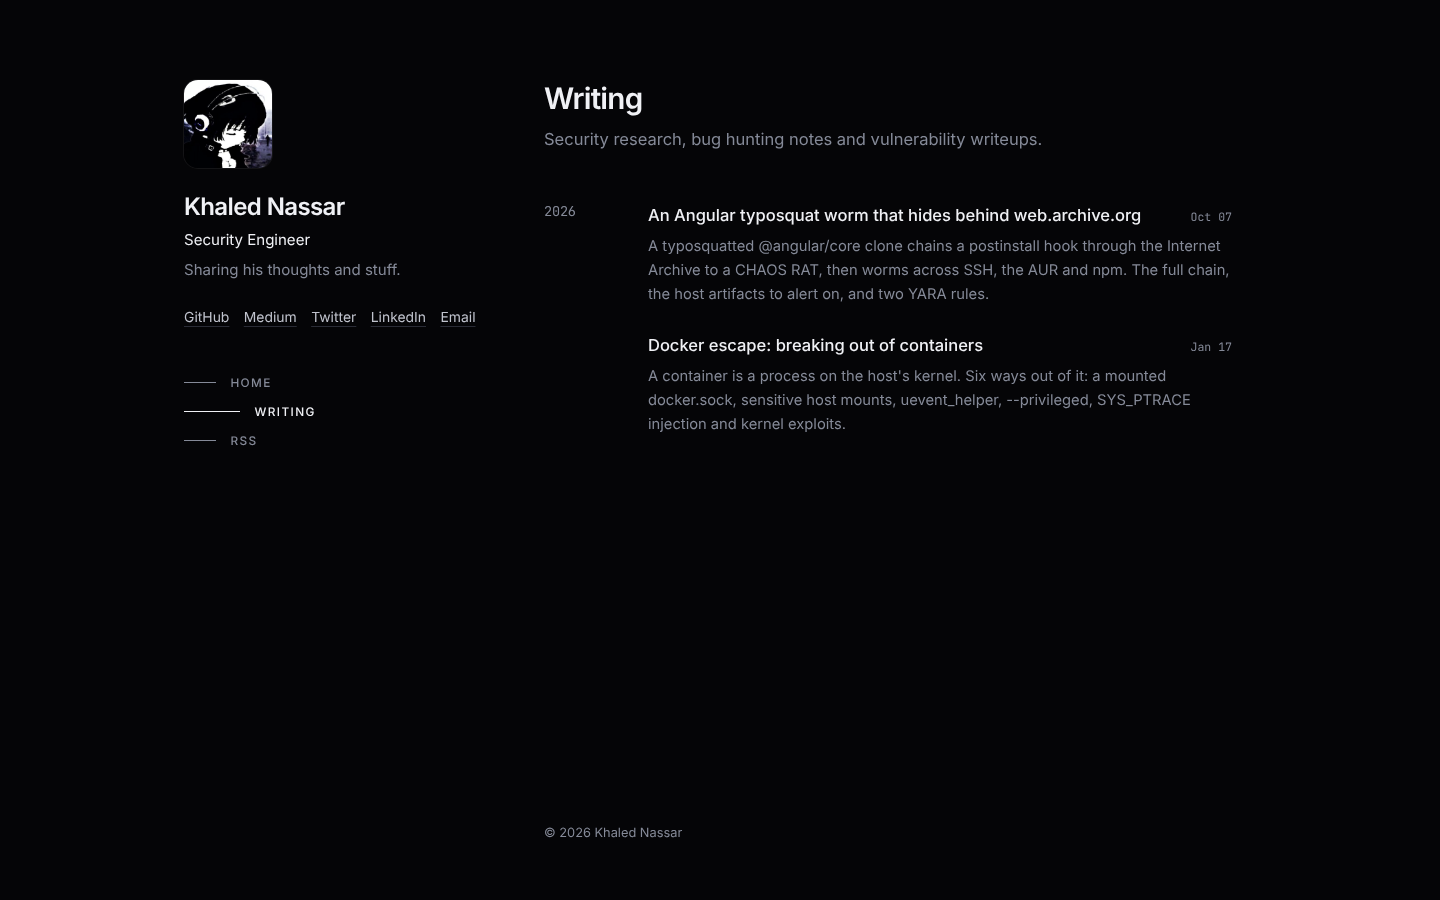 Khaled Nassar
Security Engineer
Sharing his thoughts and stuff.
GitHub Medium Twitter LinkedIn Email
HOME
WRITING
RSS
Writing
Security research, bug hunting notes and vulnerability writeups.
2026
An Angular typosquat worm that hides behind web.archive.org Oct 07
A typosquatted @angular/core clone chains a postinstall hook through the Internet
Archive to a CHAOS RAT, then worms across SSH, the AUR and npm. The full chain,
the host artifacts to alert on, and two YARA rules.
Docker escape: breaking out of containers Jan 17
A container is a process on the host's kernel. Six ways out of it: a mounted
docker.sock, sensitive host mounts, uevent_helper, --privileged, SYS_PTRACE
injection and kernel exploits.
© 2026 Khaled Nassar